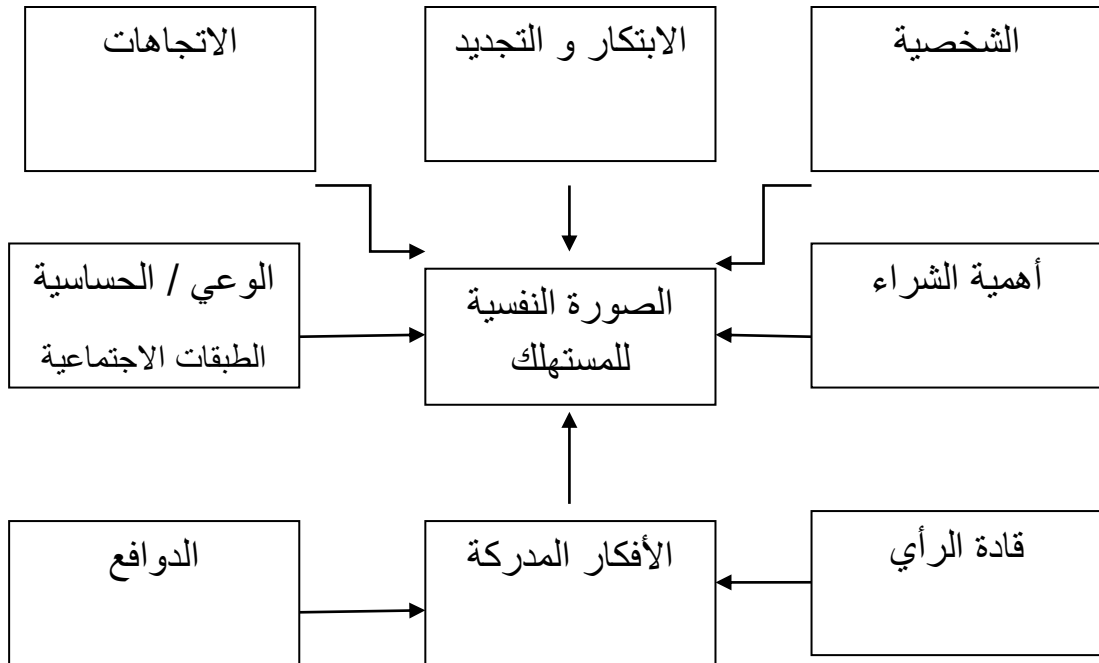 الشخصية
الابتكار و التجديد
الاتجاهات
أهمية الشراء
الصورة النفسية
للمستهلك
الوعي / الحساسية
الطبقات الاجتماعية
قادة الرأي
الأفكار المدركة
الدوافع